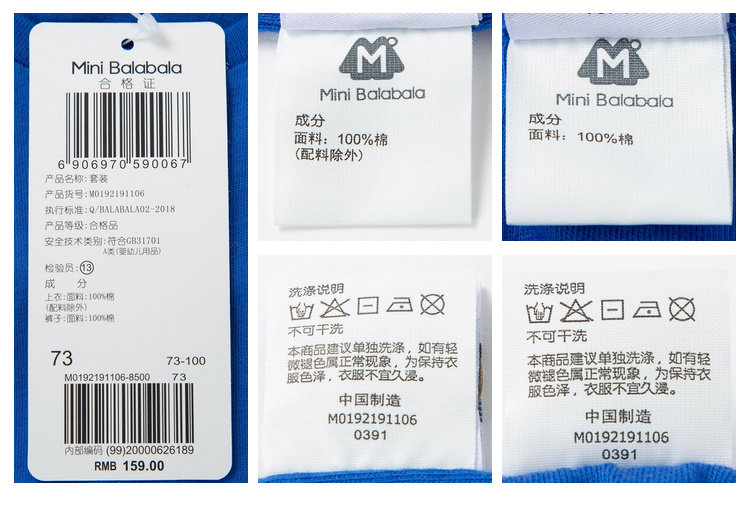 Mini Balabala
合格证
6 906970 590067
产品名称:套装
产品货号:M0192191106
执行标准:Q/BALABALA02-2018
产品等级:合格品
安全技术类别:符合GB31701
A类(婴幼儿用品)
检验员:⑬
成 分
上衣:面料:100%棉
(配料除外)
裤子:面料:100%棉
73 73-100
M0192191106-8500 73
内部编码 (99)20000626189
RMB 159.00
M
Mini Balabala
成分
面料：100%棉
(配料除外)
M
Mini Balabala
成分
面料：100%棉
洗涤说明
不可干洗
本商品建议单独洗涤，如有轻
微褪色属正常现象，为保持衣
服色泽，衣服不宜久浸。
中国制造
M0192191106
0391
洗涤说明
不可干洗
本商品建议单独洗涤，如有轻
微褪色属正常现象，为保持衣
服色泽，衣服不宜久浸。
中国制造
M0192191106
0391